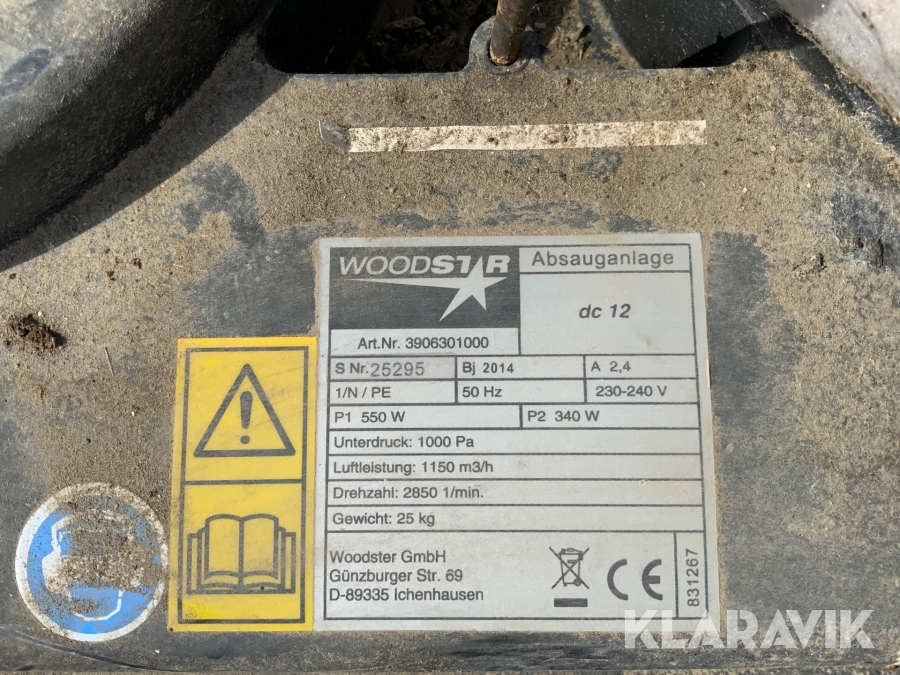 WOODSTAR
Absauganlage
dc 12
Art.Nr. 3906301000
S Nr. 25295 Bj 2014 A 2,4
1/N / PE 50 Hz 230-240 V
P1 550 W P2 340 W
Unterdruck: 1000 Pa
Luftleistung: 1150 m3/h
Drehzahl: 2850 1/min.
Gewicht: 25 kg
Woodster GmbH
Günzburger Str. 69
D-89335 Ichenhausen
CE
831267
KLARAVIK